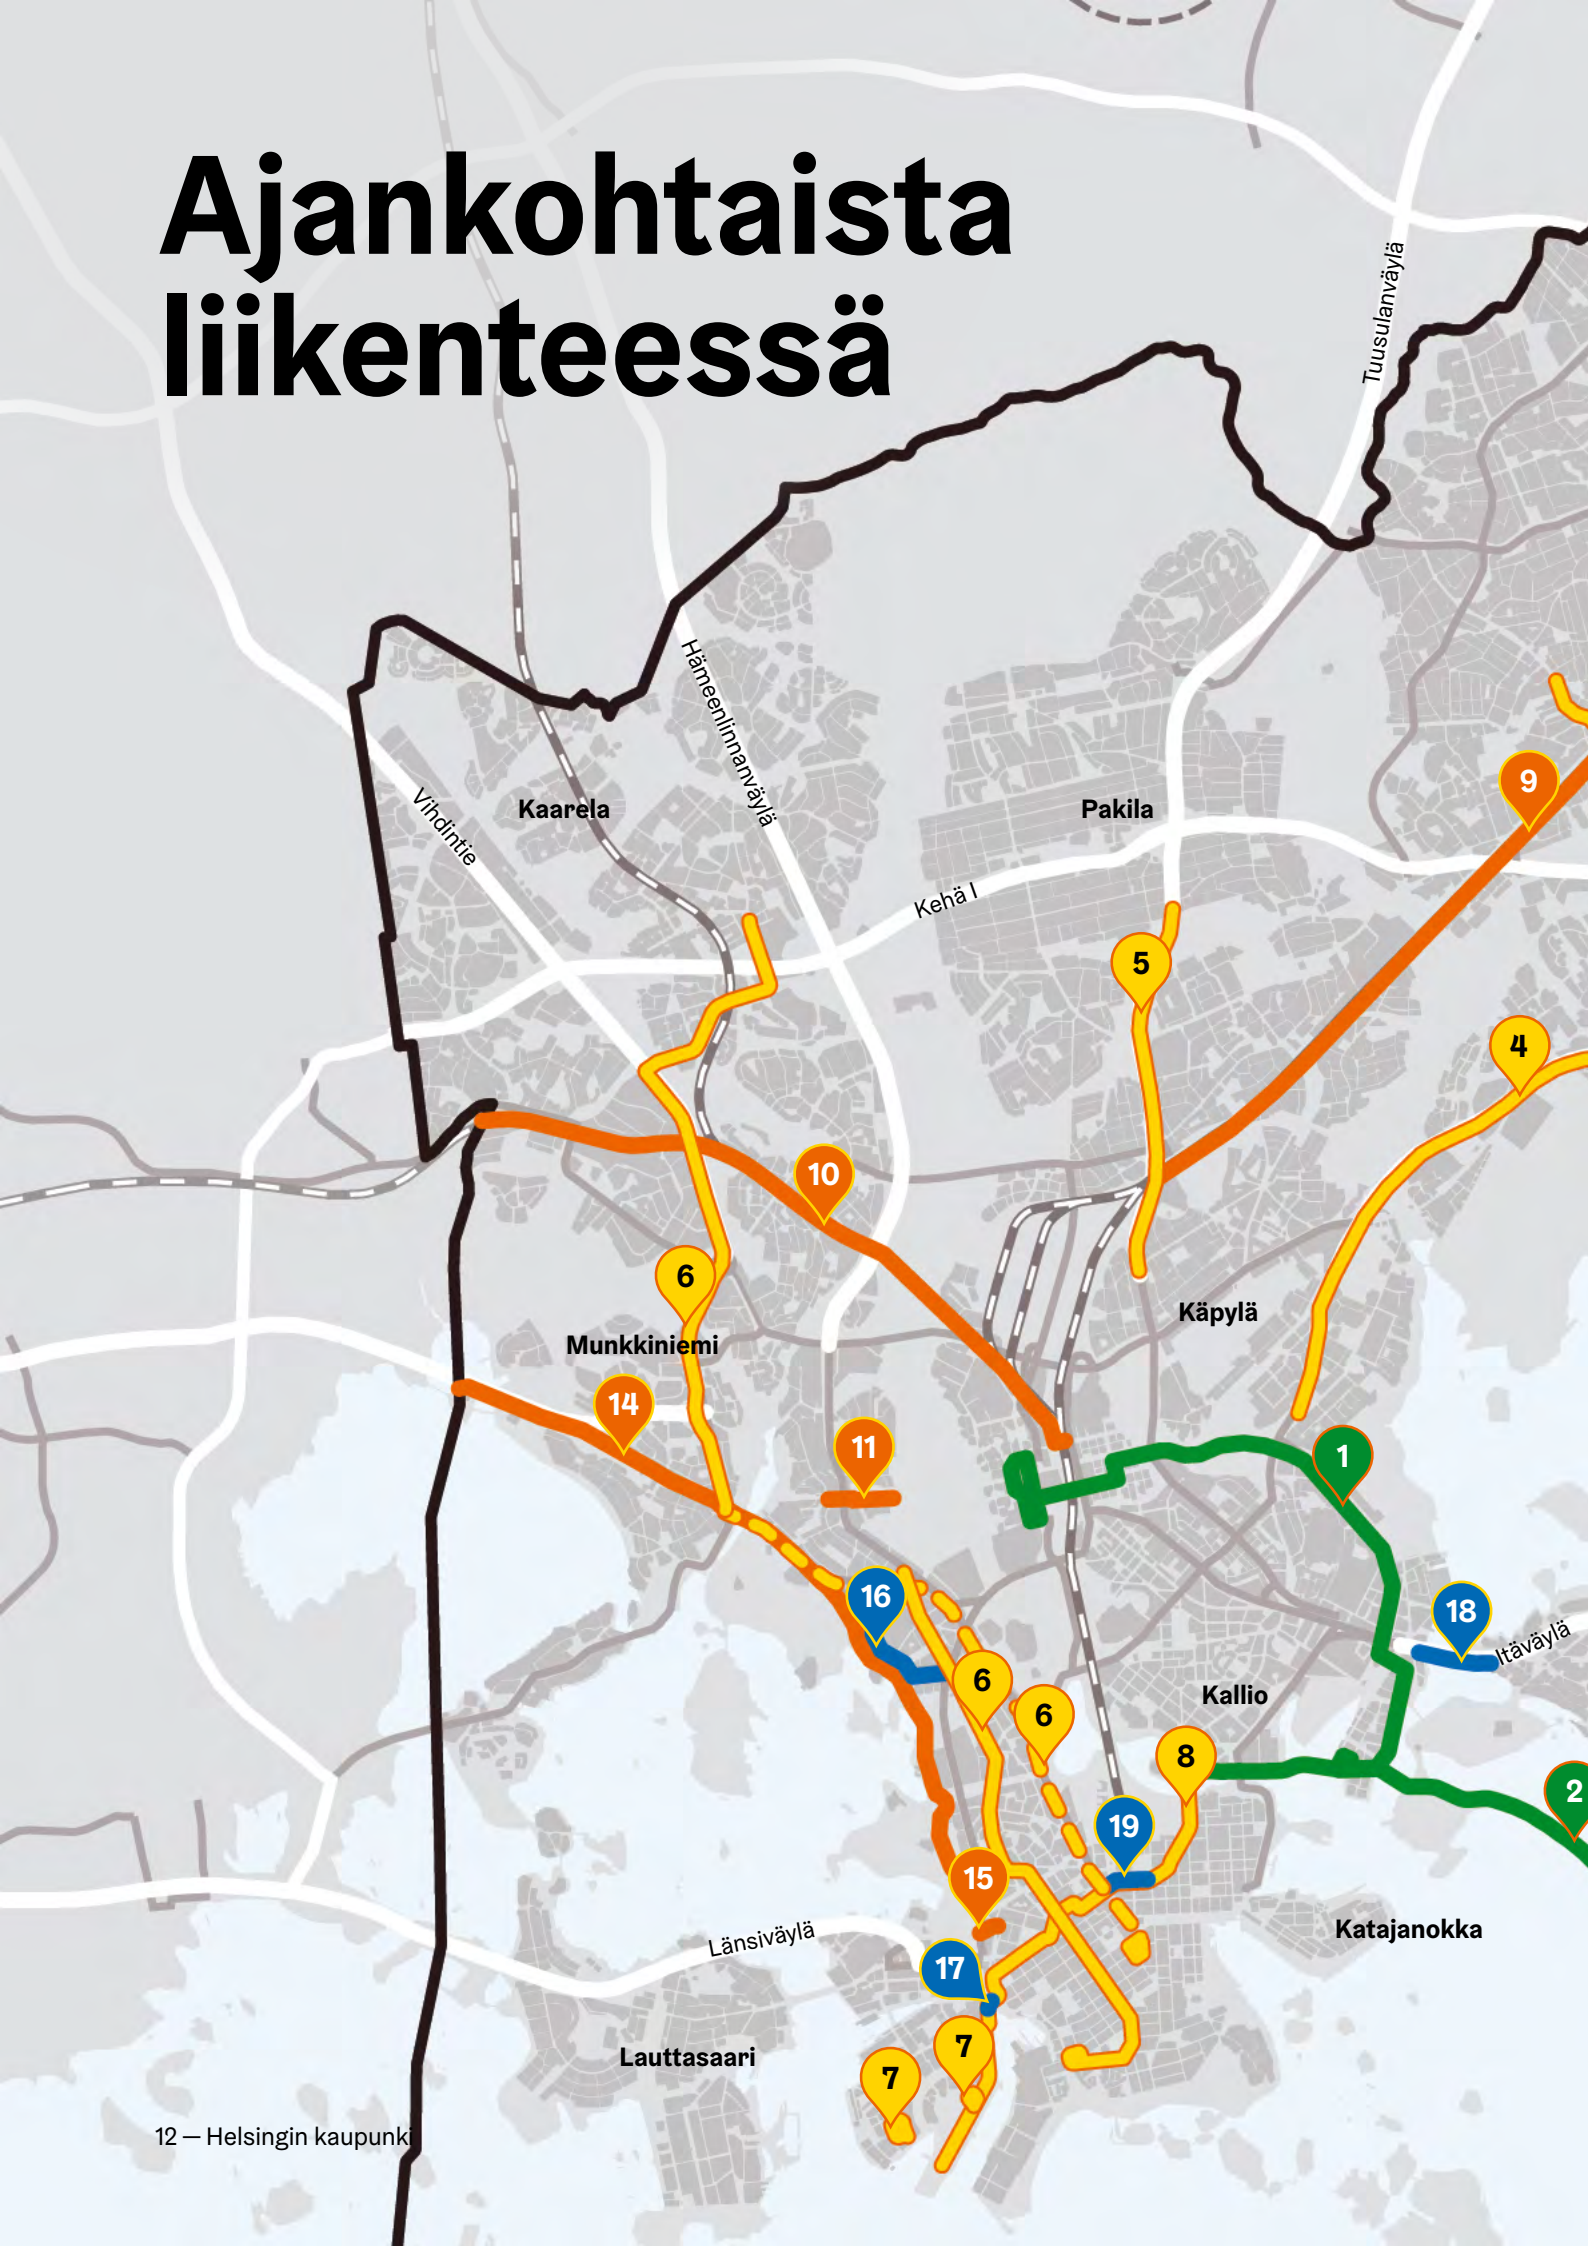 Ajankohtaista
liikenteessä
Tuusulanväylä
Hämeenlinnanväylä
Vihdintie
Kaarela
Pakila
9
Kehä I
5
4
10
6
Käpylä
Munkkiniemi
14
11
1
16
18
Itäväylä
6
6
Kallio
8
2
19
15
Katajanokka
Länsiväylä
17
7
Lauttasaari
7
12 — Helsingin kaupunki